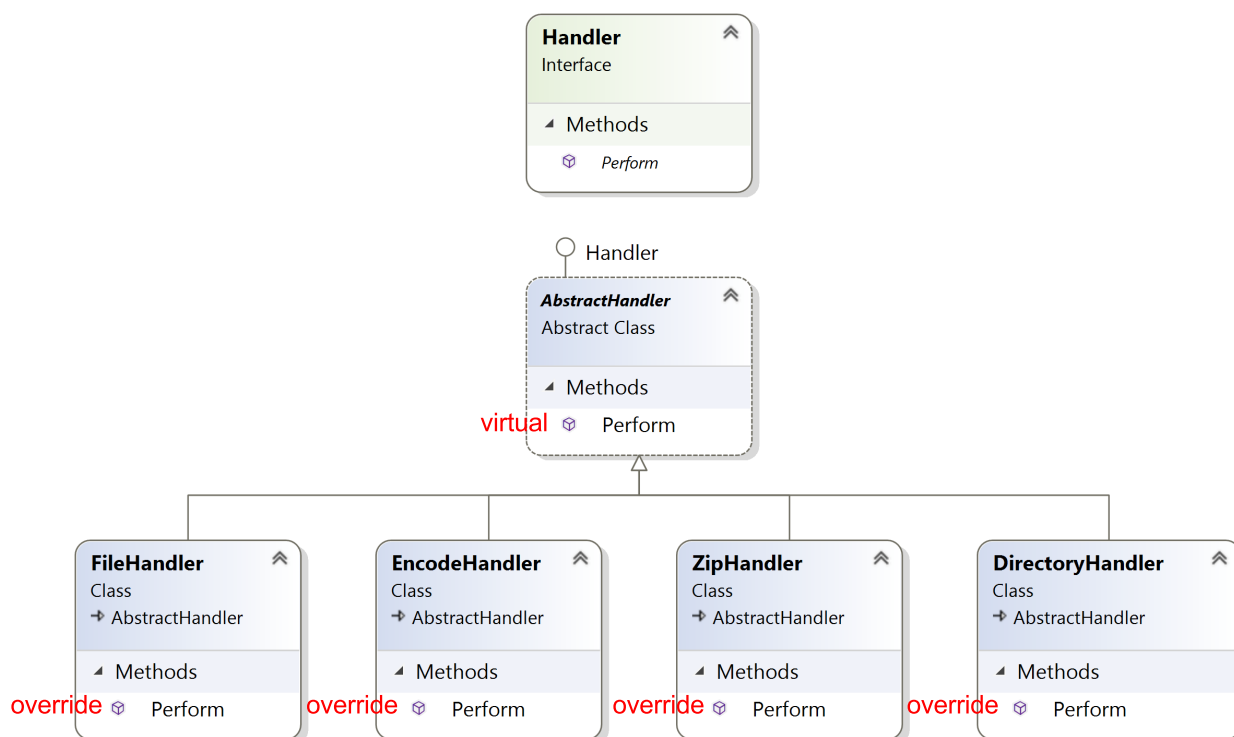 Handler
Interface
Methods
Perform
Handler
AbstractHandler
Abstract Class
Methods
virtual
Perform
FileHandler
Class
AbstractHandler
Methods
override
Perform
EncodeHandler
Class
AbstractHandler
Methods
override
Perform
ZipHandler
Class
AbstractHandler
Methods
override
Perform
DirectoryHandler
Class
AbstractHandler
Methods
override
Perform